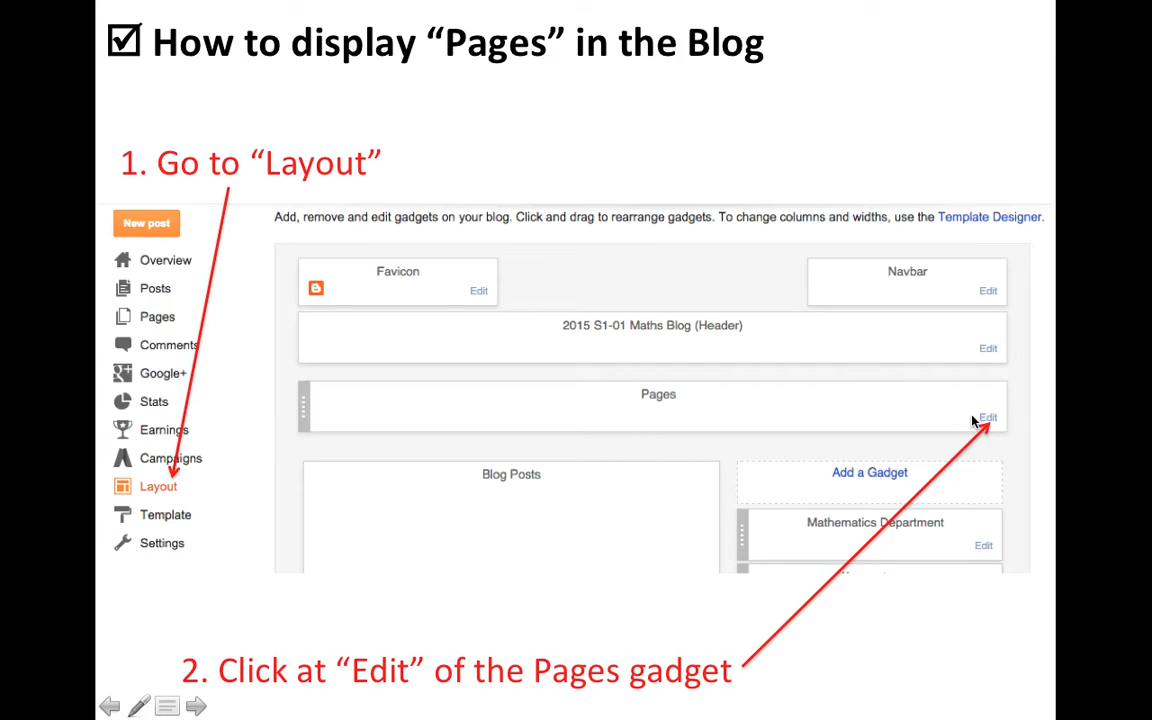 How to display “Pages” in the Blog
1. Go to “Layout”
New post
Overview
Posts
Pages
Comments
Google+
Stats
Earnings
Campaigns
Layout
Template
Settings
Add, remove and edit gadgets on your blog. Click and drag to rearrange gadgets. To change columns and widths, use the Template Designer.
Favicon
Edit
Navbar
Edit
2015 S1-01 Maths Blog (Header)
Edit
Pages
Edit
Blog Posts
Add a Gadget
Mathematics Department
Edit
2. Click at “Edit” of the Pages gadget